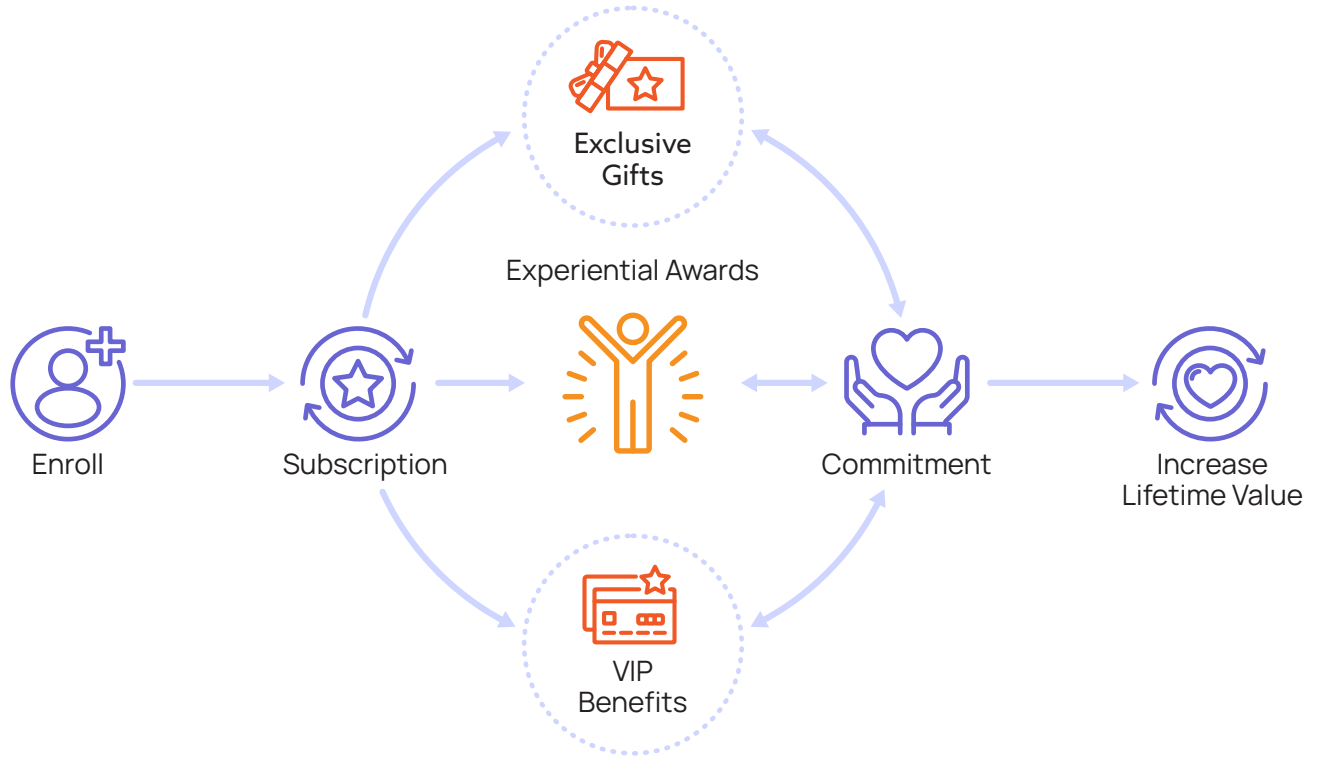 Exclusive
Gifts
Experiential Awards
Enroll
Subscription
Commitment
Increase
Lifetime Value
VIP
Benefits